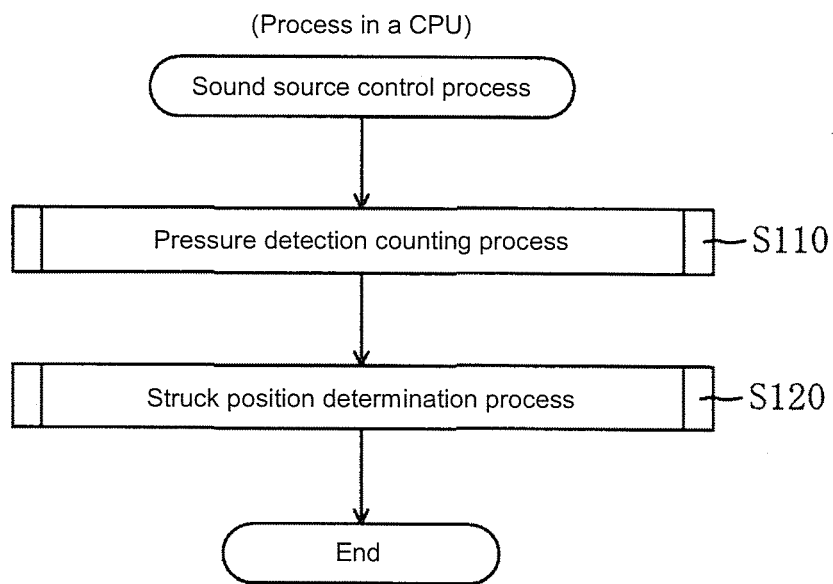 (Process in a CPU)
Sound source control process
Pressure detection counting process
S110
Struck position determination process
S120
End